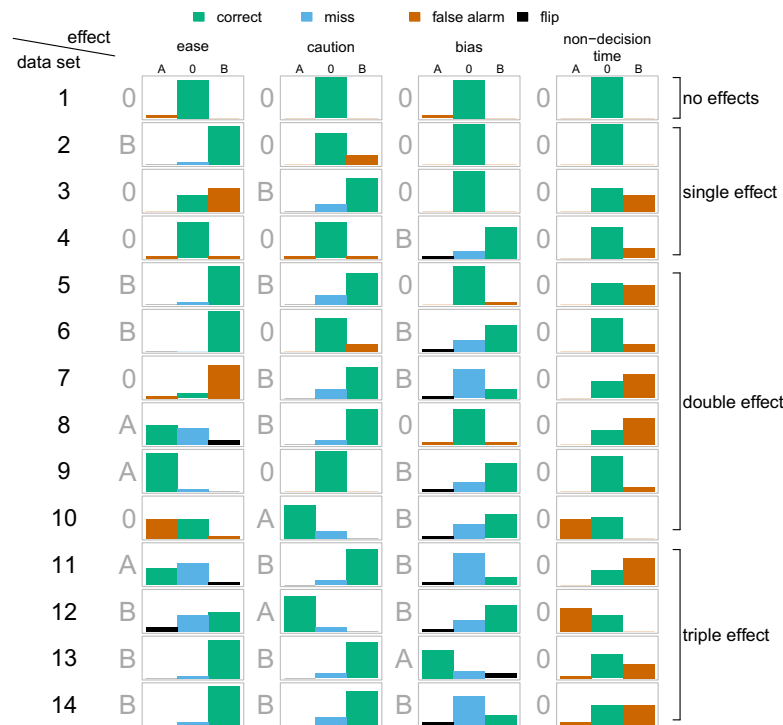 correct miss false alarm flip
effect
data set
ease caution bias non−decision time
A 0 B A 0 B A 0 B A 0 B
1 0 0 0 0 no effects
2 B 0 0 0
3 0 B 0 0 single effect
4 0 0 B 0
5 B B 0 0
6 B 0 B 0
7 0 B B 0 double effect
8 A B 0 0
9 A 0 B 0
10 0 A B 0
11 A B B 0
12 B A B 0 triple effect
13 B B A 0
14 B B B 0